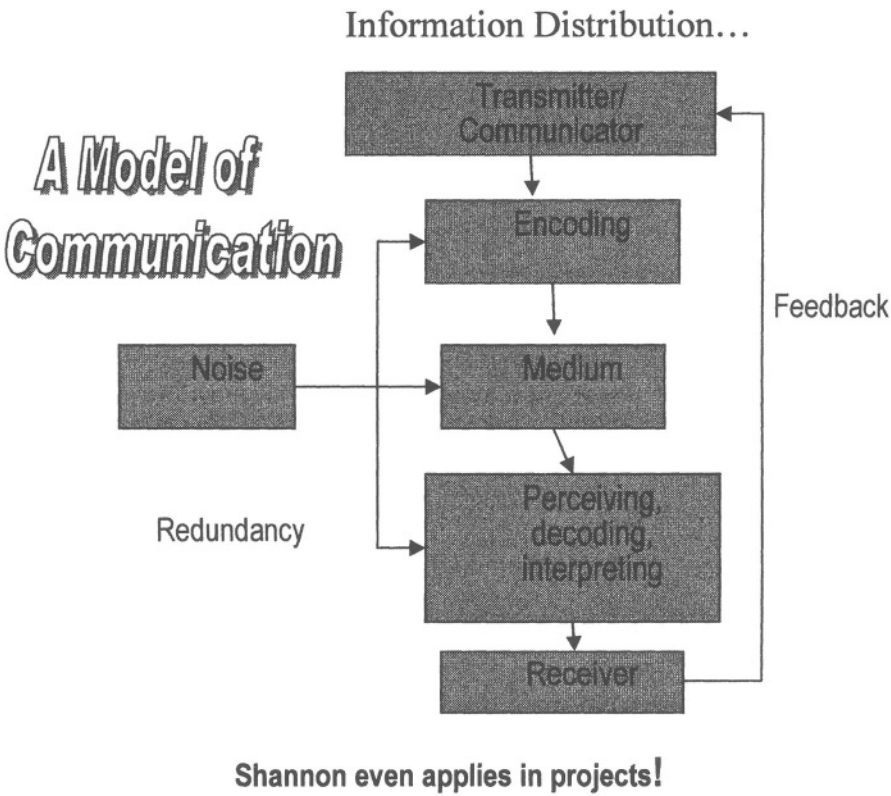 Information Distribution...
Transmitter/
Communicator
A Model of
Communication
Encoding
Feedback
Noise
Medium
Perceiving,
decoding,
interpreting
Redundancy
Receiver
Shannon even applies in projects!